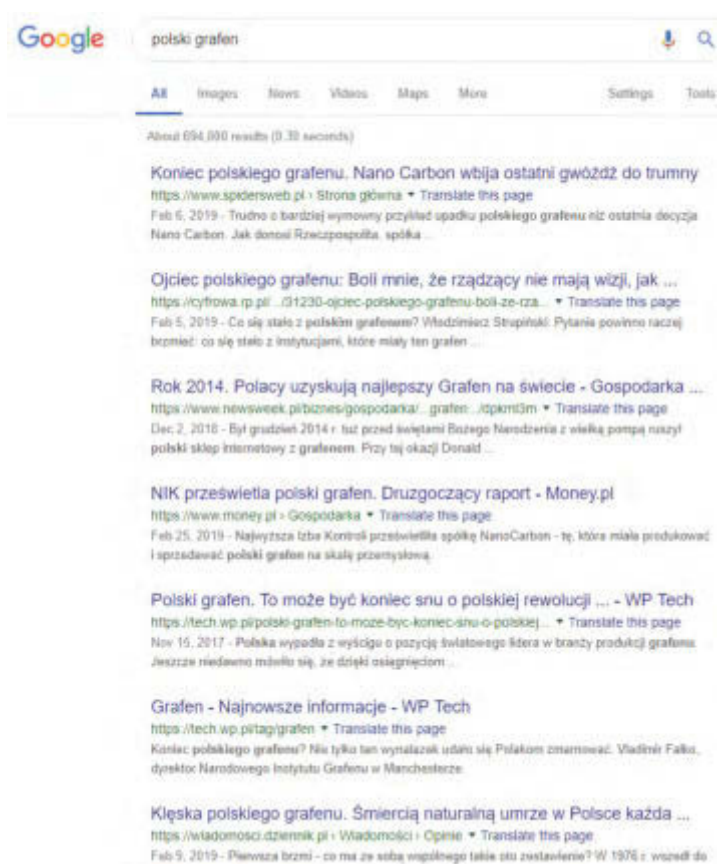 Google
polski grafen
All Images News Videos Maps More Settings Tools
About 694,000 results (0.39 seconds)
Koniec polskiego grafenu. Nano Carbon wbija ostatni gwóźdź do trumny
https://www.spidersweb.pl › Strona główna ▼ Translate this page
Feb 6, 2019 - Trudno o bardziej wymowny przykład upadku polskiego grafenu niż ostatnia decyzja
Nano Carbon. Jak donosi Rzeczpospolita, spółka ...
Ojciec polskiego grafenu: Boli mnie, że rządzący nie mają wizji, jak ...
https://cyfrowa.rp.pl/.../31230-ojciec-polskiego-grafenu-boli-ze-rza... ▼ Translate this page
Feb 5, 2019 - Co się stało z polskim grafenem? Włodzimierz Strupiński: Pytanie powinno raczej
brzmieć: co się stało z instytucjami, które miały ten grafen ...
Rok 2014. Polacy uzyskują najlepszy Grafen na świecie - Gospodarka ...
https://www.newsweek.pl/biznes/gospodarka/...grafen.../dpkmt3m ▼ Translate this page
Dec 2, 2018 - Był grudzień 2014 r. tuż przed świętami Bożego Narodzenia z wielką pompą ruszył
polski sklep internetowy z grafenem. Przy tej okazji Donald ...
NIK prześwietla polski grafen. Druzgoczący raport - Money.pl
https://www.money.pl › Gospodarka ▼ Translate this page
Feb 25, 2019 - Najwyższa Izba Kontroli prześwietliła spółkę NanoCarbon - tę, która miała produkować
i sprzedawać polski grafen na skalę przemysłową.
Polski grafen. To może być koniec snu o polskiej rewolucji ... - WP Tech
https://tech.wp.pl/polski-grafen-to-moze-byc-koniec-snu-o-polskiej... ▼ Translate this page
Nov 15, 2017 - Polska wypadła z wyścigu o pozycję światowego lidera w branży produkcji grafenu.
Jeszcze niedawno mówiło się, że dzięki osiągnięciom ...
Grafen - Najnowsze informacje - WP Tech
https://tech.wp.pl/tag/grafen ▼ Translate this page
Koniec polskiego grafenu? Nie tylko ten wynalazek udało się Polakom zmarnować. Vladimir Falko,
dyrektor Narodowego Instytutu Grafenu w Manchesterze.
Klęska polskiego grafenu. Śmiercią naturalną umrze w Polsce każda ...
https://wiadomosci.dziennik.pl › Wiadomości › Opinie ▼ Translate this page
Feb 9, 2019 - Pierwsza brzmi - co ma ze sobą wspólnego takie oto zestawienie? W 1976 r. wszedł do